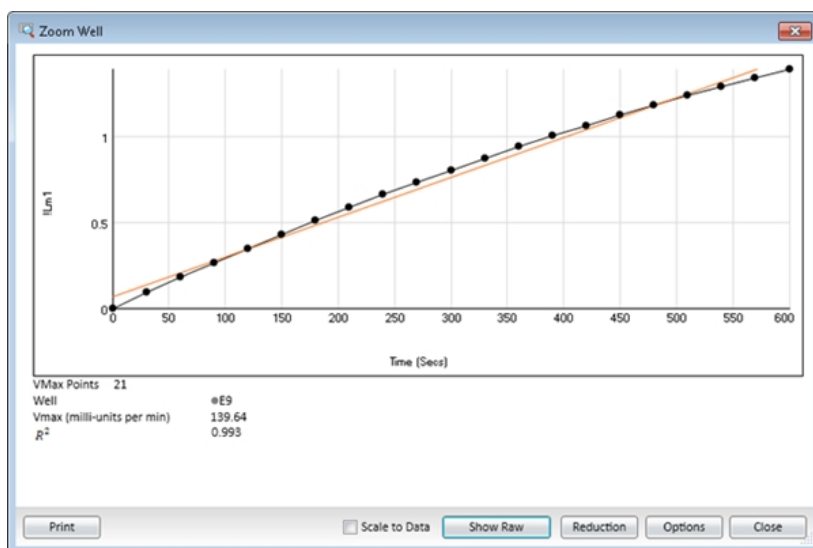 Zoom Well
!Lm1
1
0.5
0
0 50 100 150 200 250 300 350 400 450 500 550 600
Time (Secs)
VMax Points 21
Well E9
Vmax (milli-units per min) 139.64
R² 0.993
Print Scale to Data Show Raw Reduction Options Close